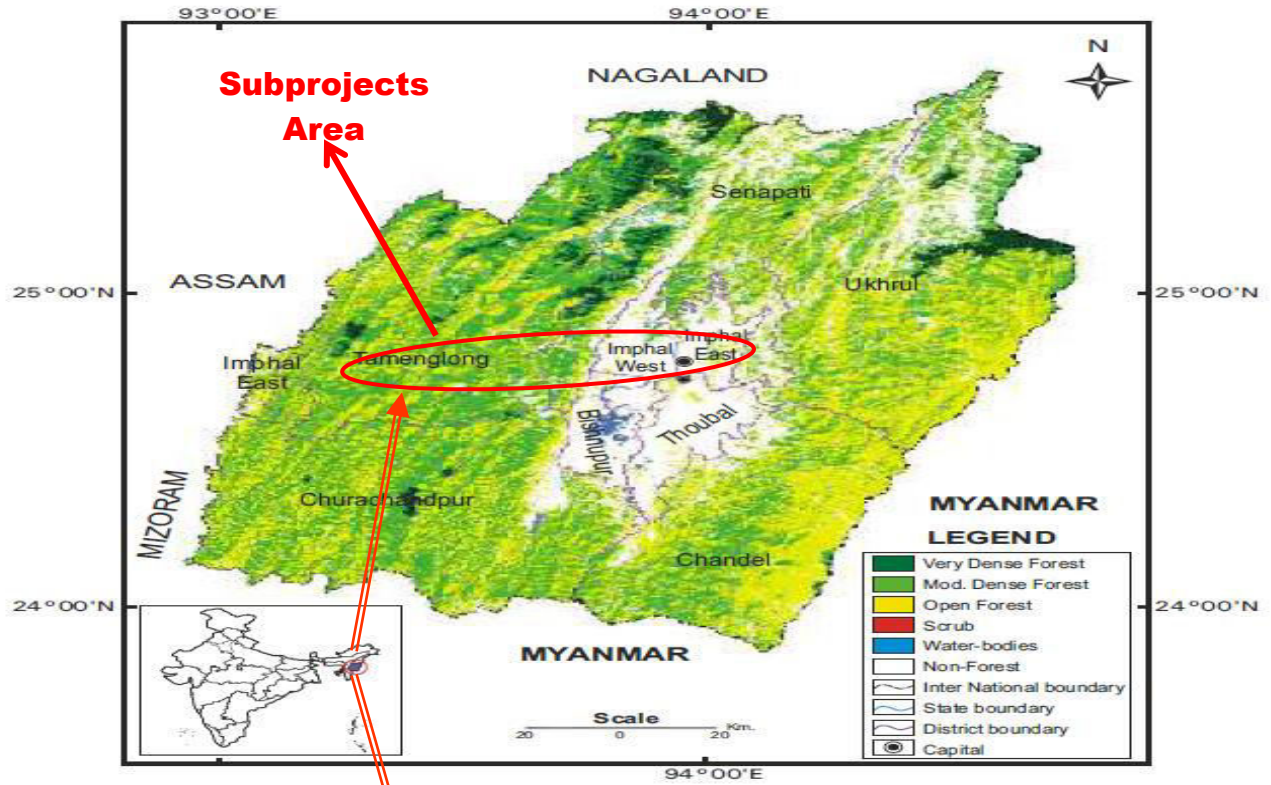 93°00'E
94°00'E
N
NAGALAND
Subprojects
Area
Senapati
ASSAM
25°00'N
25°00'N
Ukhrul
Imphal
East
Tamenglong
Imphal
West
Imphal
East
Bishnupur
Thoubal
MIZORAM
Churachandpur
Chandel
MYANMAR
LEGEND
Very Dense Forest
Mod. Dense Forest
Open Forest
Scrub
Water-bodies
Non-Forest
Inter National boundary
State boundary
District boundary
Capital
24°00'N
24°00'N
MYANMAR
Scale
20 0 20 Km.
94°00'E